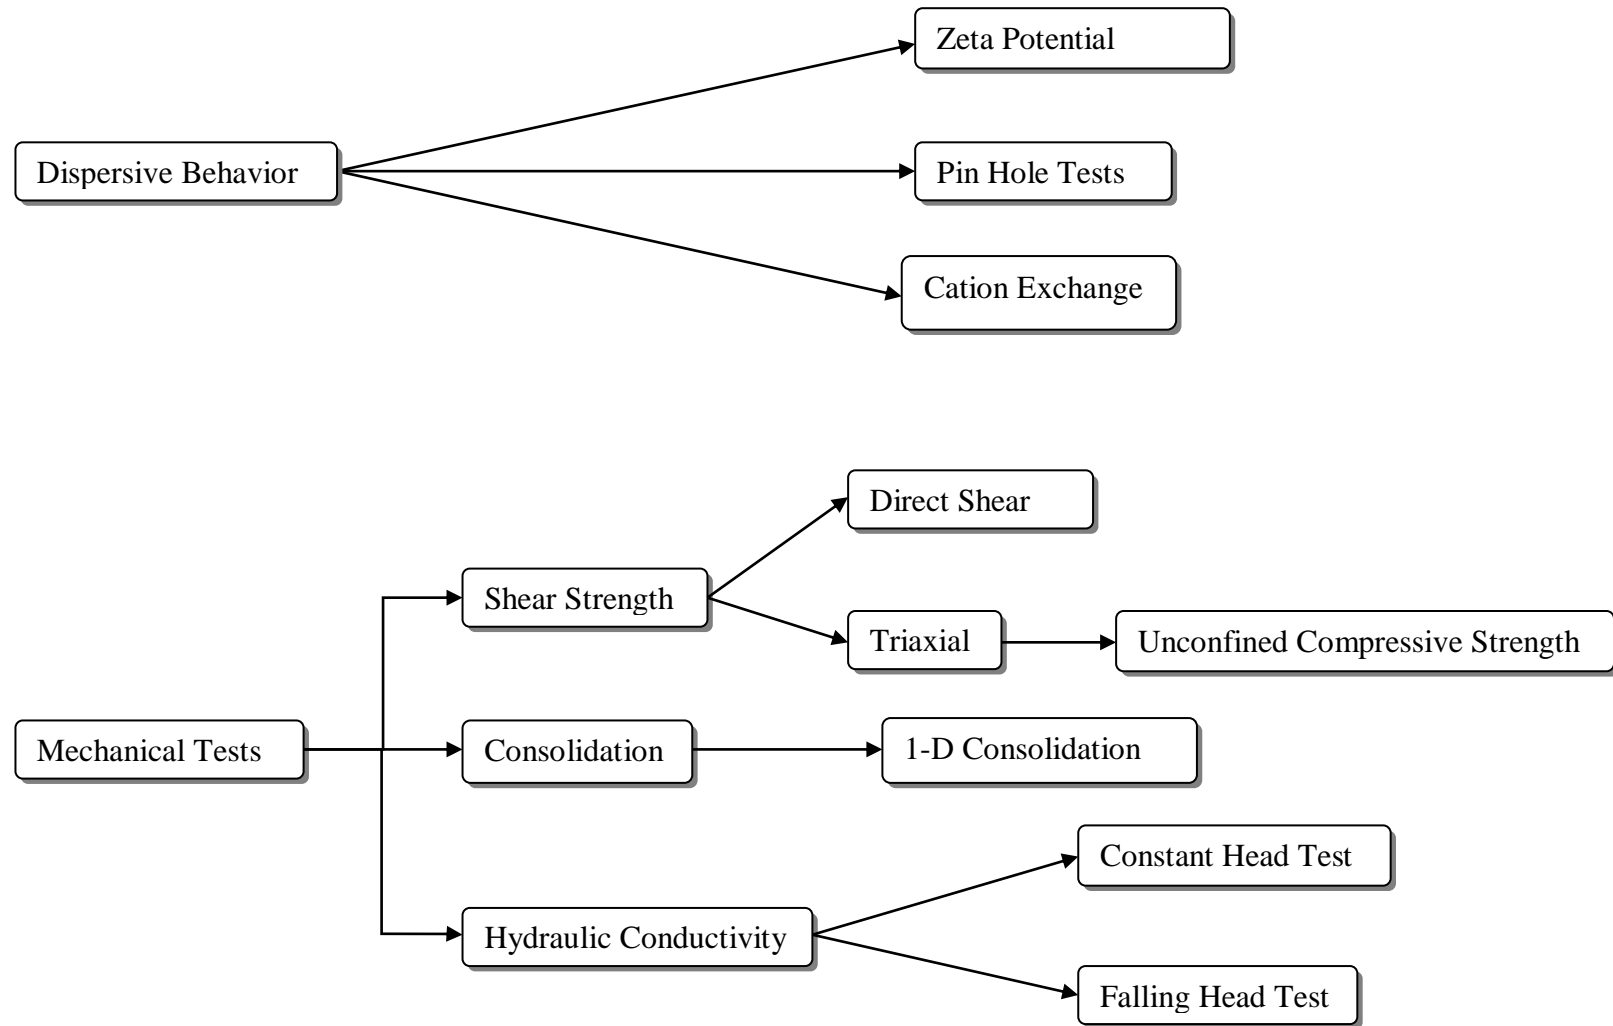 Zeta Potential
Dispersive Behavior
Pin Hole Tests
Cation Exchange
Direct Shear
Shear Strength
Triaxial
Unconfined Compressive Strength
Mechanical Tests
Consolidation
1-D Consolidation
Constant Head Test
Hydraulic Conductivity
Falling Head Test